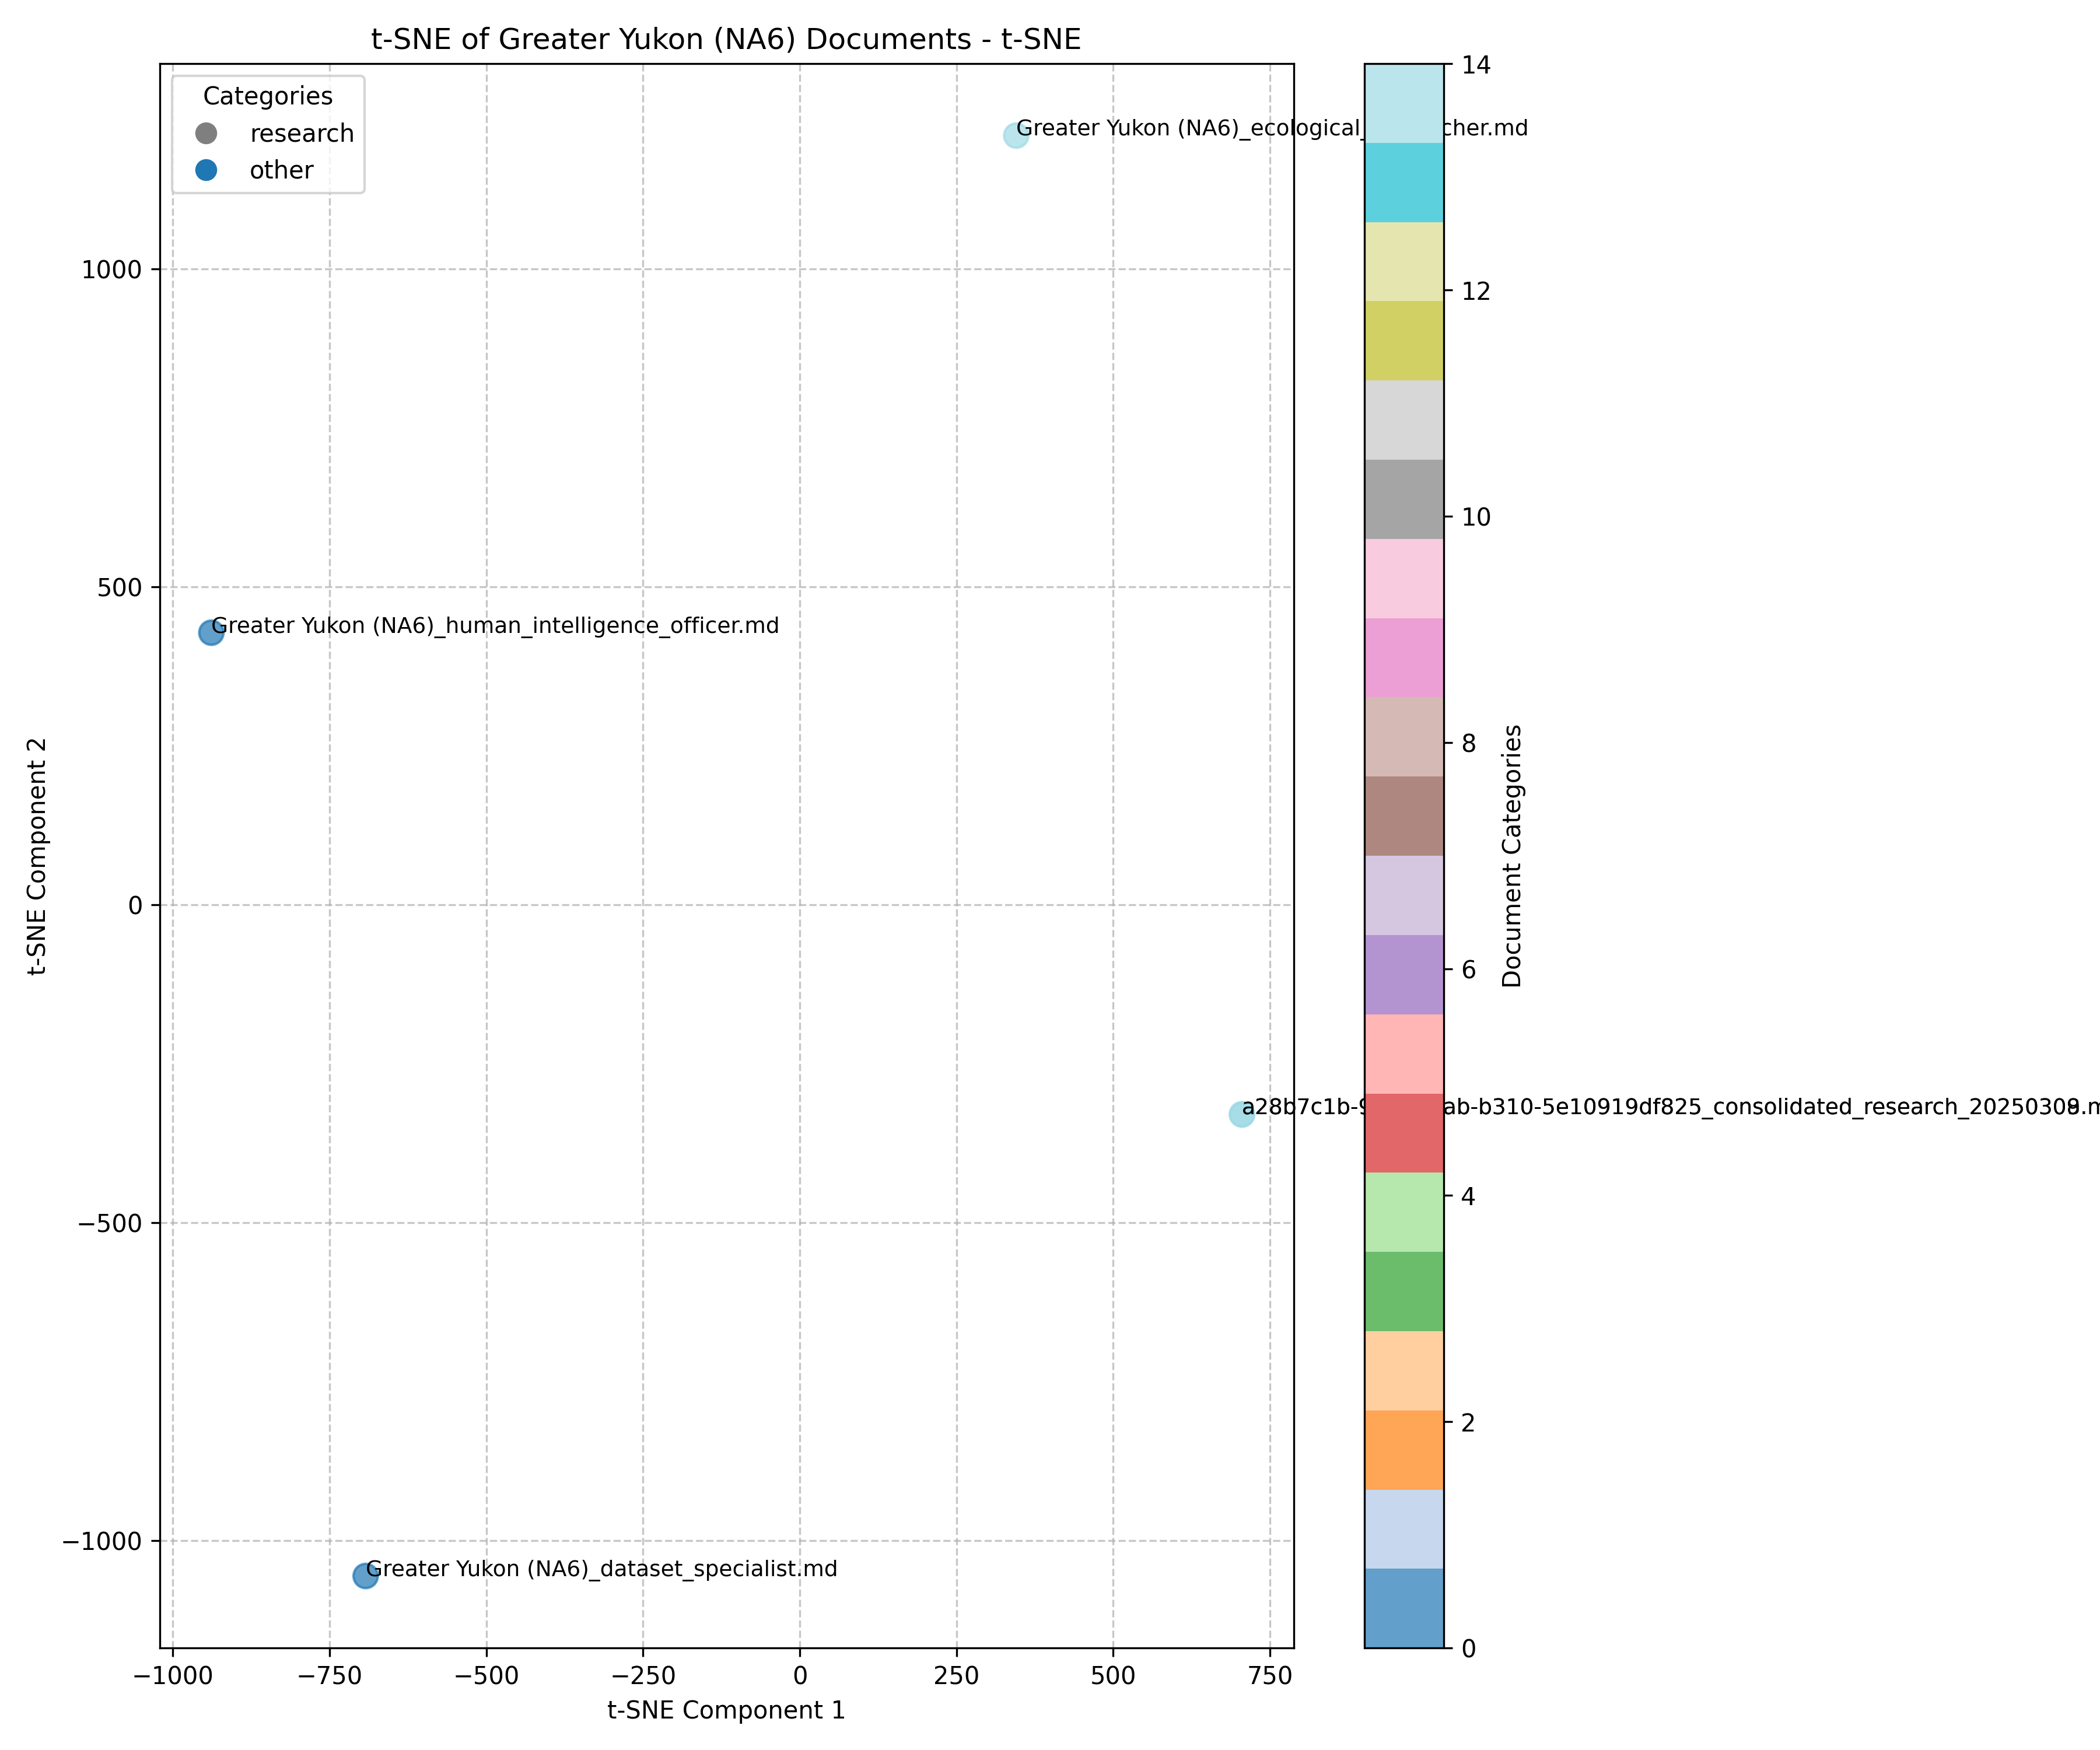 t-SNE of Greater Yukon (NA6) Documents - t-SNE
Categories
research
other
Greater Yukon (NA6)_ecological_ cher.md
Greater Yukon (NA6)_human_intelligence_officer.md
a28b7c1b-9 ab-b310-5e10919df825_consolidated_research_2025030
Greater Yukon (NA6)_dataset_specialist.md
1000
500
0
−500
−1000
t-SNE Component 2
−1000 −750 −500 −250 0 250 500 750
t-SNE Component 1
14
12
10
8
6
4
2
0
Document Categories